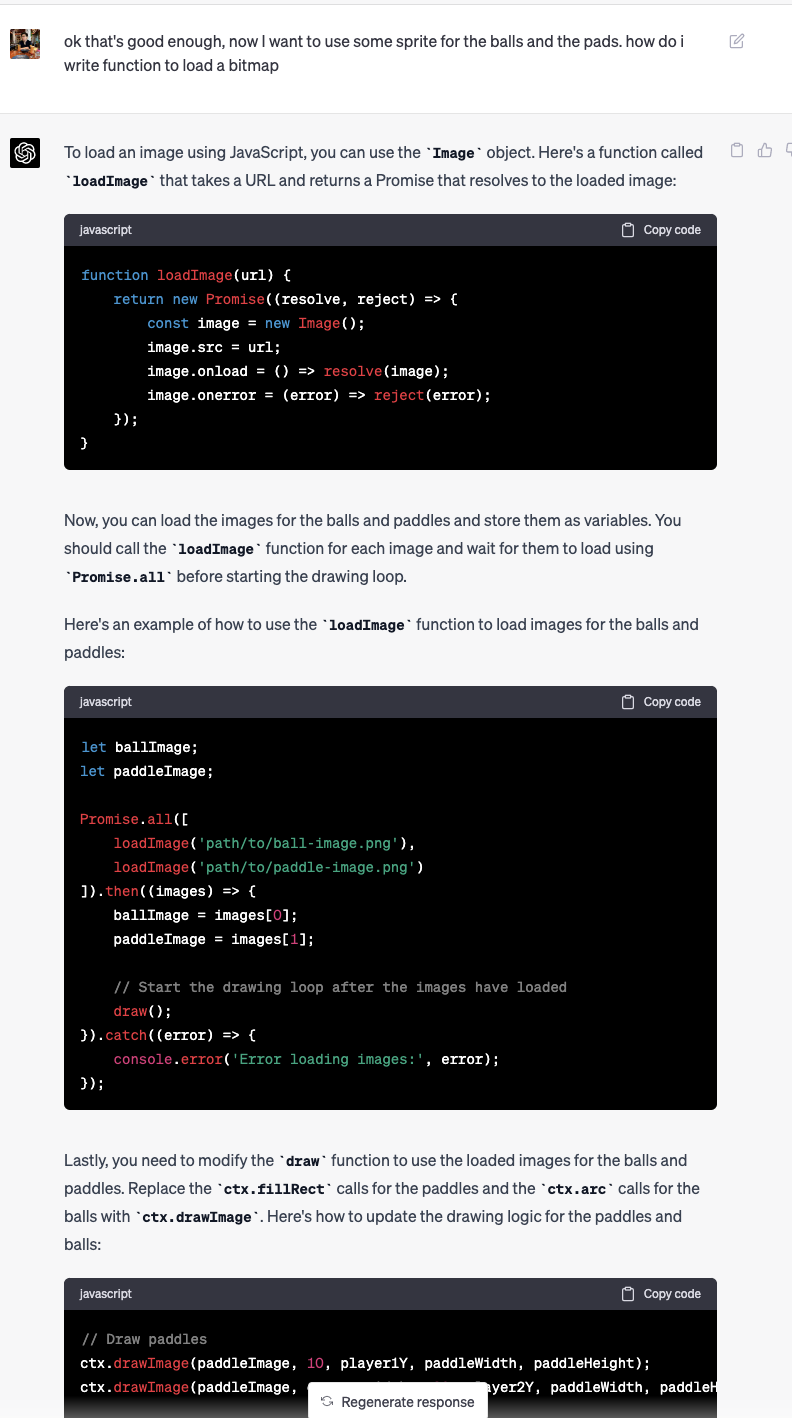 ok that's good enough, now I want to use some sprite for the balls and the pads. how do i
write function to load a bitmap
To load an image using JavaScript, you can use the `Image` object. Here's a function called
`loadImage` that takes a URL and returns a Promise that resolves to the loaded image:
javascript
Copy code
function loadImage(url) {
    return new Promise((resolve, reject) => {
        const image = new Image();
        image.src = url;
        image.onload = () => resolve(image);
        image.onerror = (error) => reject(error);
    });
}
Now, you can load the images for the balls and paddles and store them as variables. You
should call the `loadImage` function for each image and wait for them to load using
`Promise.all` before starting the drawing loop.
Here's an example of how to use the `loadImage` function to load images for the balls and
paddles:
javascript
Copy code
let ballImage;
let paddleImage;
Promise.all([
    loadImage('path/to/ball-image.png'),
    loadImage('path/to/paddle-image.png')
]).then((images) => {
    ballImage = images[0];
    paddleImage = images[1];
    // Start the drawing loop after the images have loaded
    draw();
}).catch((error) => {
    console.error('Error loading images:', error);
});
Lastly, you need to modify the `draw` function to use the loaded images for the balls and
paddles. Replace the `ctx.fillRect` calls for the paddles and the `ctx.arc` calls for the
balls with `ctx.drawImage`. Here's how to update the drawing logic for the paddles and
balls:
javascript
Copy code
// Draw paddles
ctx.drawImage(paddleImage, 10, player1Y, paddleWidth, paddleHeight);
ctx.drawImage(paddleImage, ayer2Y, paddleWidth, paddleH
Regenerate response